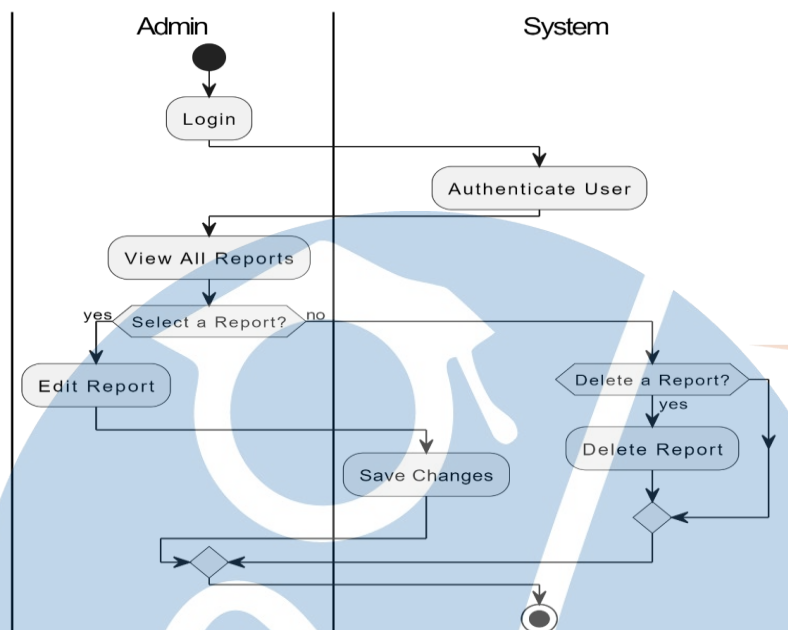 Admin
System
Login
Authenticate User
View All Reports
yes
Select a Report?
no
Edit Report
Delete a Report?
yes
Delete Report
Save Changes